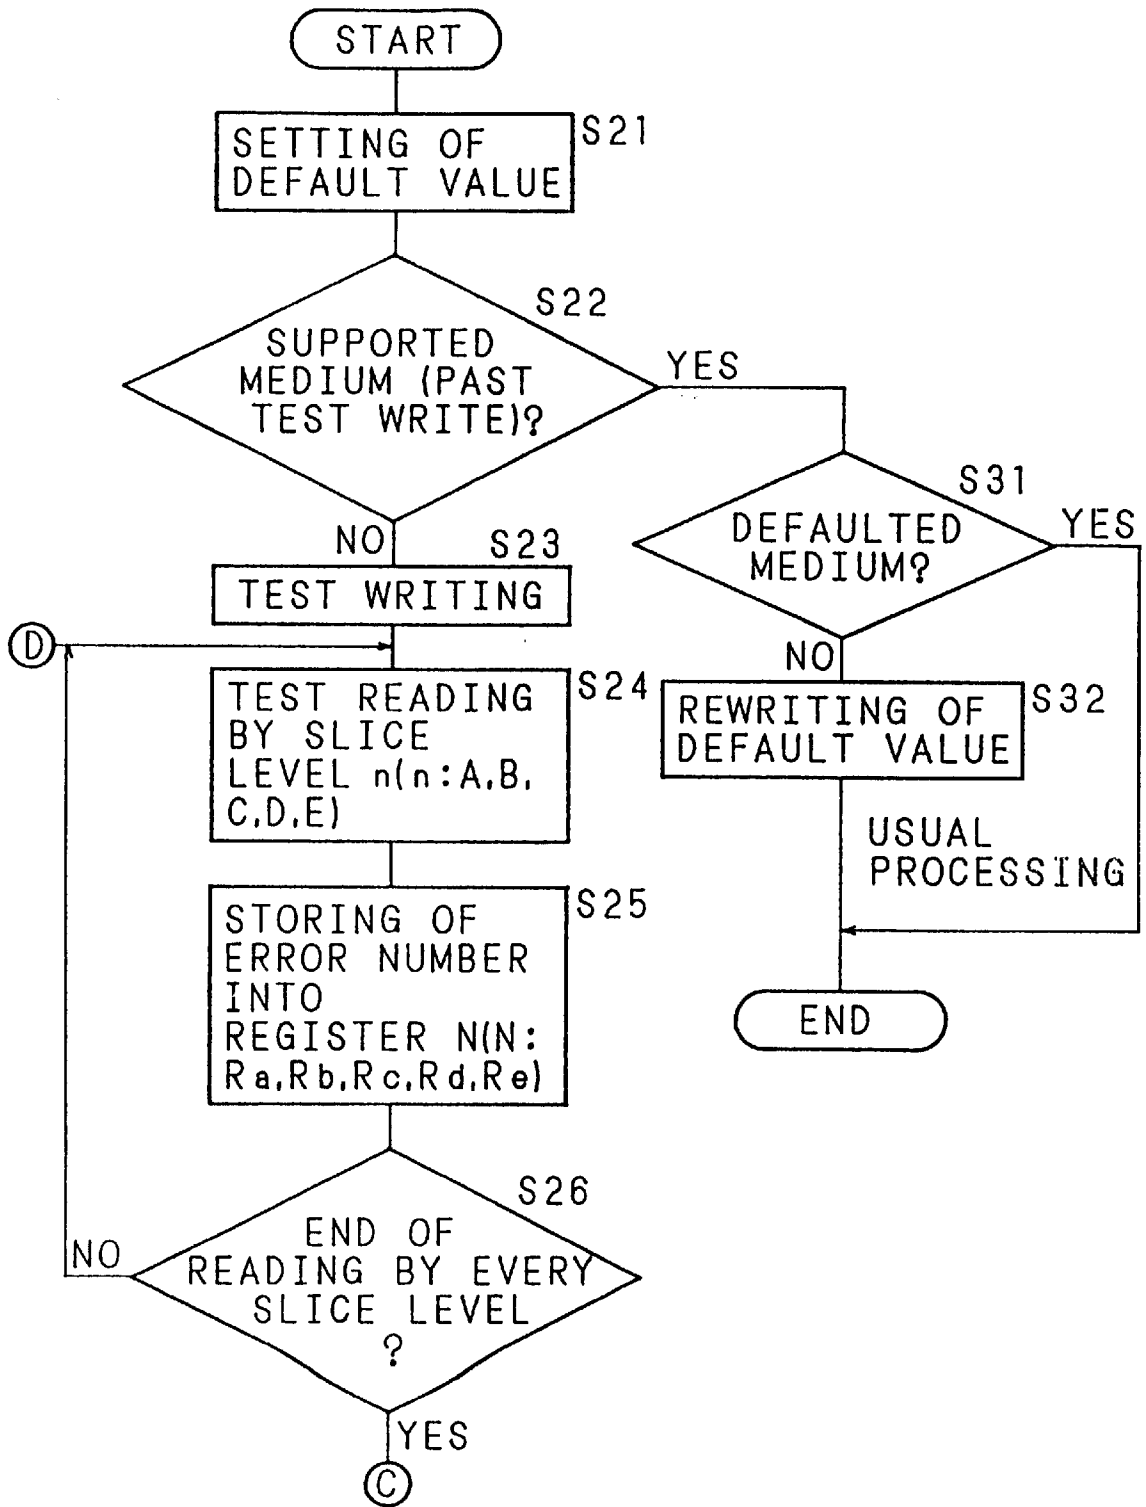 START
S21
SETTING OF
DEFAULT VALUE
S22
SUPPORTED
MEDIUM (PAST
TEST WRITE)?
YES
NO
S31
DEFAULTED
MEDIUM?
YES
NO
S32
REWRITING OF
DEFAULT VALUE
USUAL
PROCESSING
END
S23
TEST WRITING
D
S24
TEST READING
BY SLICE
LEVEL n(n:A,B,
C,D,E)
S25
STORING OF
ERROR NUMBER
INTO
REGISTER N(N:
Ra,Rb,Rc,Rd,Re)
S26
END OF
READING BY EVERY
SLICE LEVEL
?
NO
YES
C